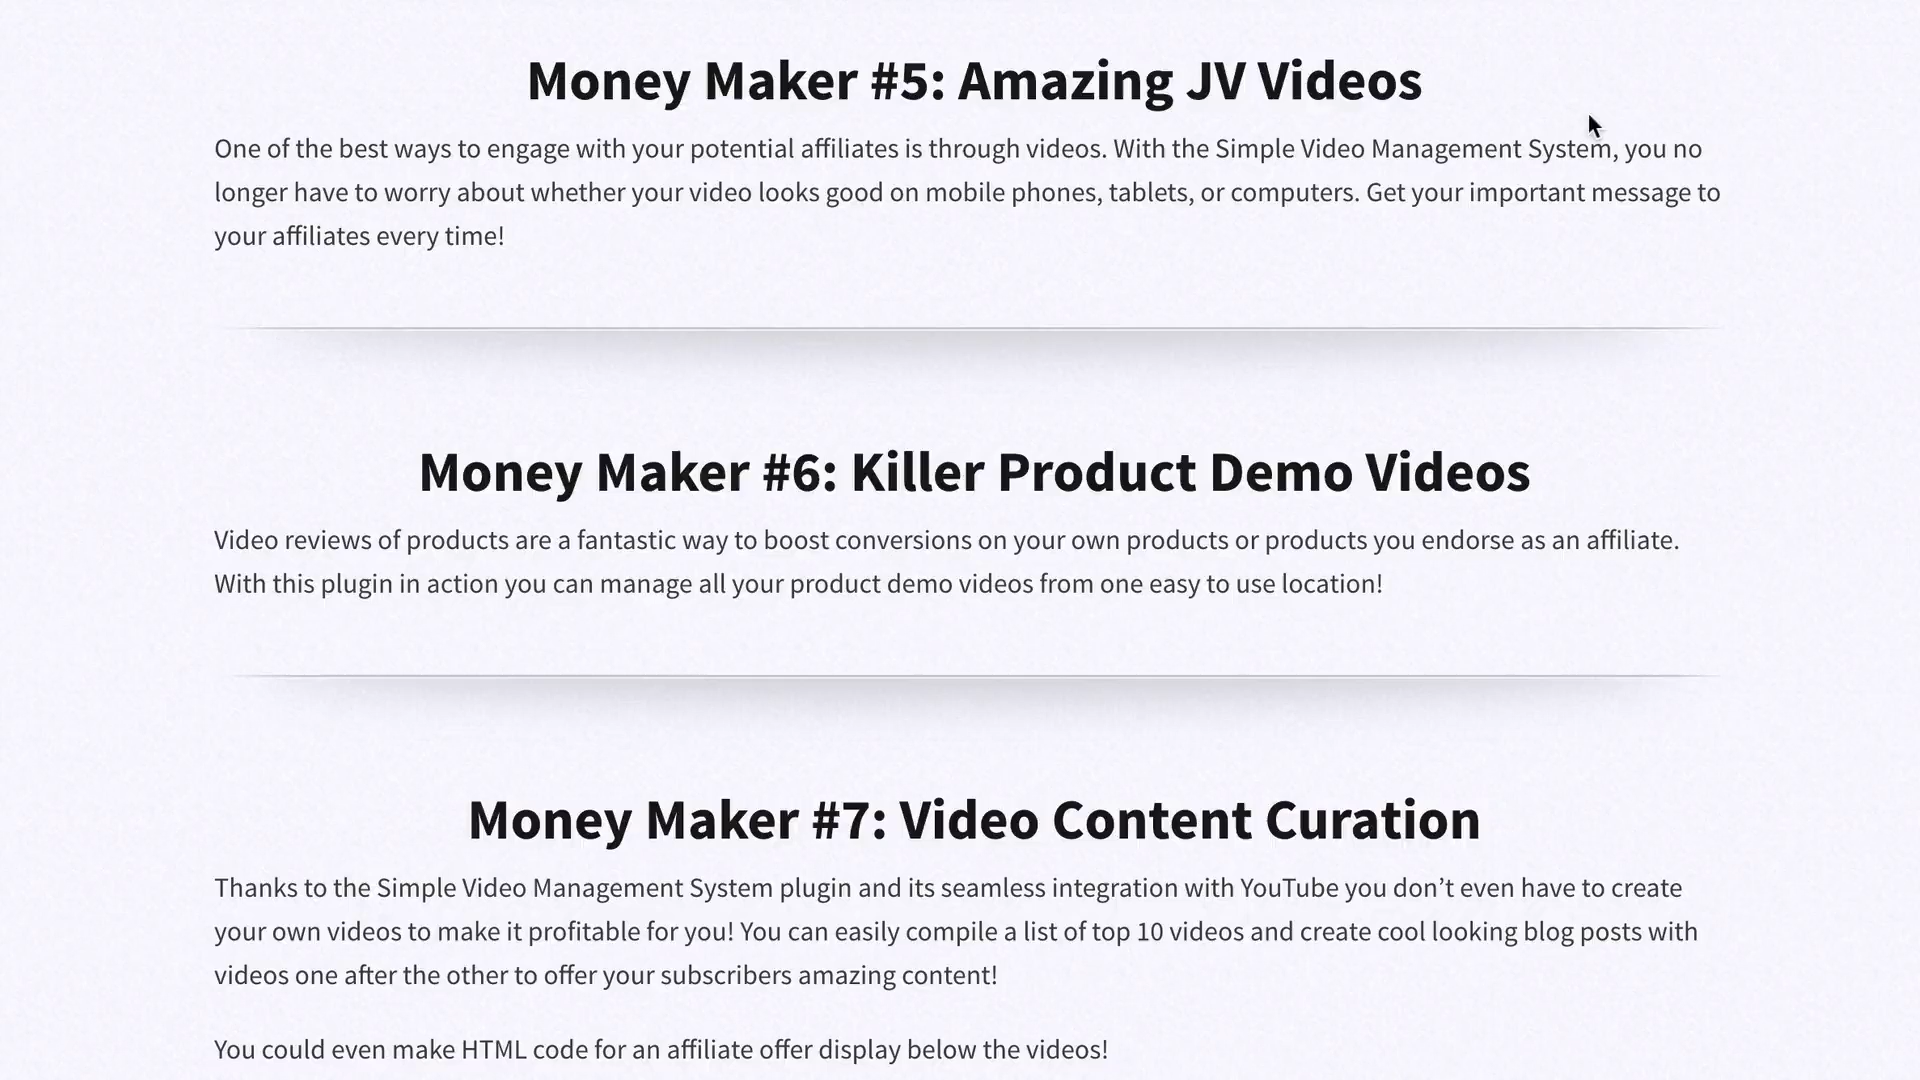 Money Maker #5: Amazing JV Videos
One of the best ways to engage with your potential affiliates is through videos. With the Simple Video Management System, you no
longer have to worry about whether your video looks good on mobile phones, tablets, or computers. Get your important message to
your affiliates every time!
Money Maker #6: Killer Product Demo Videos
Video reviews of products are a fantastic way to boost conversions on your own products or products you endorse as an affiliate.
With this plugin in action you can manage all your product demo videos from one easy to use location!
Money Maker #7: Video Content Curation
Thanks to the Simple Video Management System plugin and its seamless integration with YouTube you don’t even have to create
your own videos to make it profitable for you! You can easily compile a list of top 10 videos and create cool looking blog posts with
videos one after the other to offer your subscribers amazing content!
You could even make HTML code for an affiliate offer display below the videos!